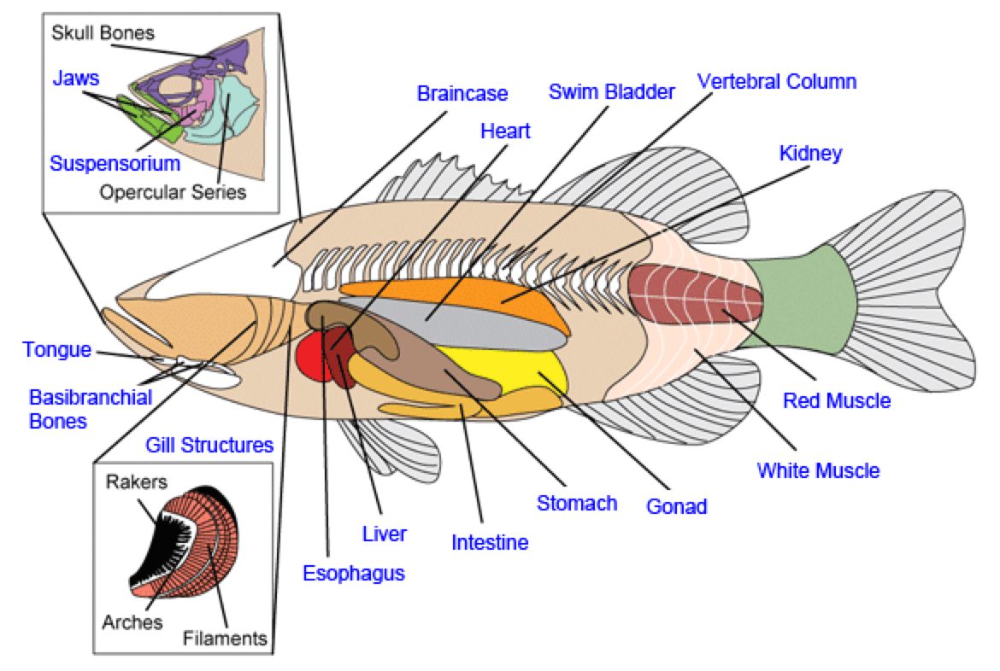 Skull Bones
Jaws
Suspensorium
Opercular Series
Braincase
Heart
Swim Bladder
Vertebral Column
Kidney
Tongue
Basibranchial
Bones
Gill Structures
Rakers
Arches
Filaments
Esophagus
Liver
Intestine
Stomach
Gonad
White Muscle
Red Muscle